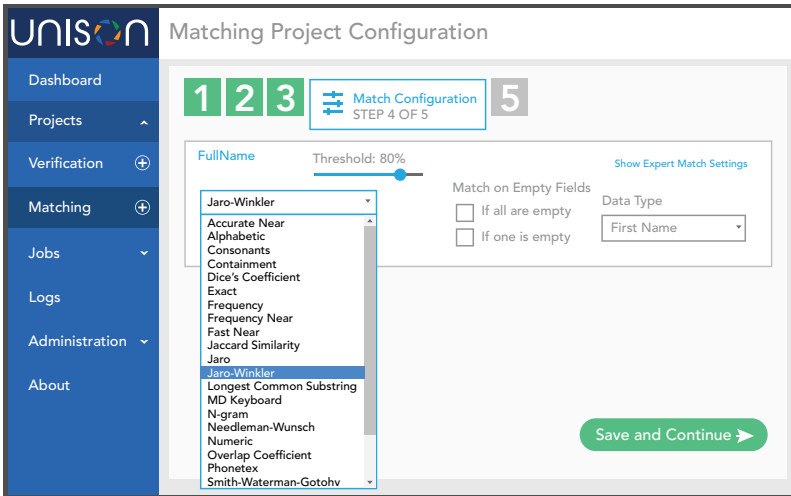 UNISON
Matching Project Configuration
Dashboard
Projects
Verification
Matching
Jobs
Logs
Administration
About
1 2 3
Match Configuration
STEP 4 OF 5
5
FullName
Threshold: 80%
Show Expert Match Settings
Jaro-Winkler
Match on Empty Fields
If all are empty
If one is empty
Data Type
First Name
Accurate Near
Alphabetic
Consonants
Containment
Dice's Coefficient
Exact
Frequency
Frequency Near
Fast Near
Jaccard Similarity
Jaro
Jaro-Winkler
Longest Common Substring
MD Keyboard
N-gram
Needleman-Wunsch
Numeric
Overlap Coefficient
Phonetex
Smith-Waterman-Gotohv
Save and Continue